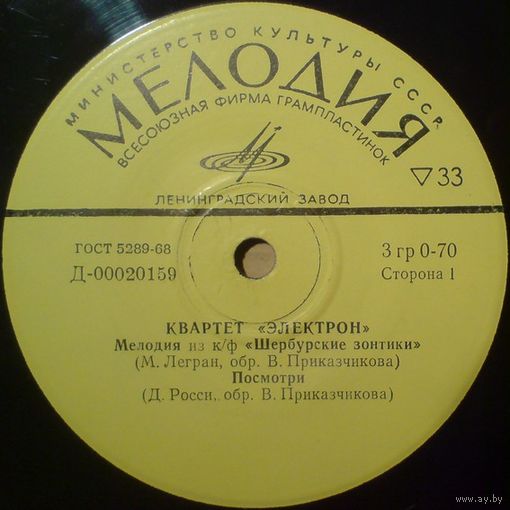 МИНИСТЕРСТВО КУЛЬТУРЫ СССР
МЕЛОДИЯ
ВСЕСОЮЗНАЯ ФИРМА ГРАМПЛАСТИНОК
▽33
ЛЕНИНГРАДСКИЙ ЗАВОД
ГОСТ 5289-68
3 гр 0-70
Д-00020159
Сторона 1
КВАРТЕТ «ЭЛЕКТРОН»
Мелодия из к/ф «Шербурские зонтики»
(М. Легран, обр. В. Приказчикова)
Посмотри
(Д. Росси, обр. В. Приказчикова)
www.ay.by